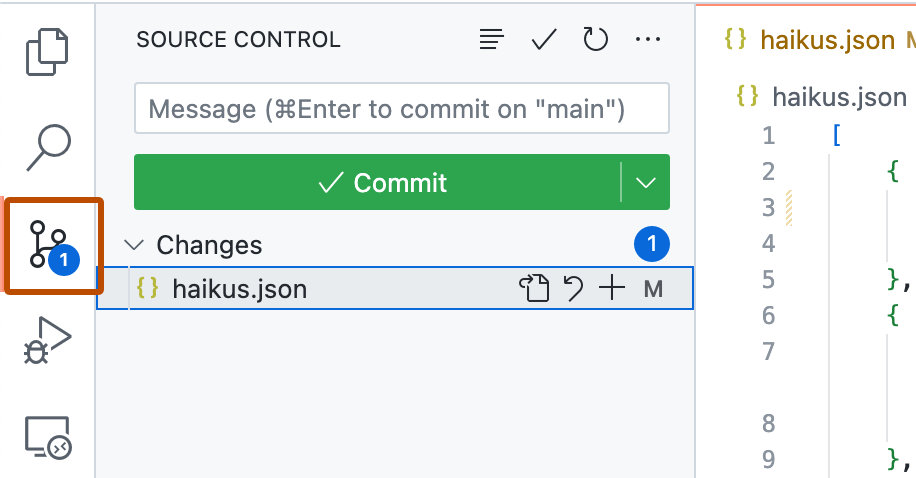 SOURCE CONTROL
Message (⌘Enter to commit on "main")
Commit
Changes
1
haikus.json
M
1
haikus.json M
haikus.json
1 [
2 {
3
4
5 },
6 {
7
8
9 },